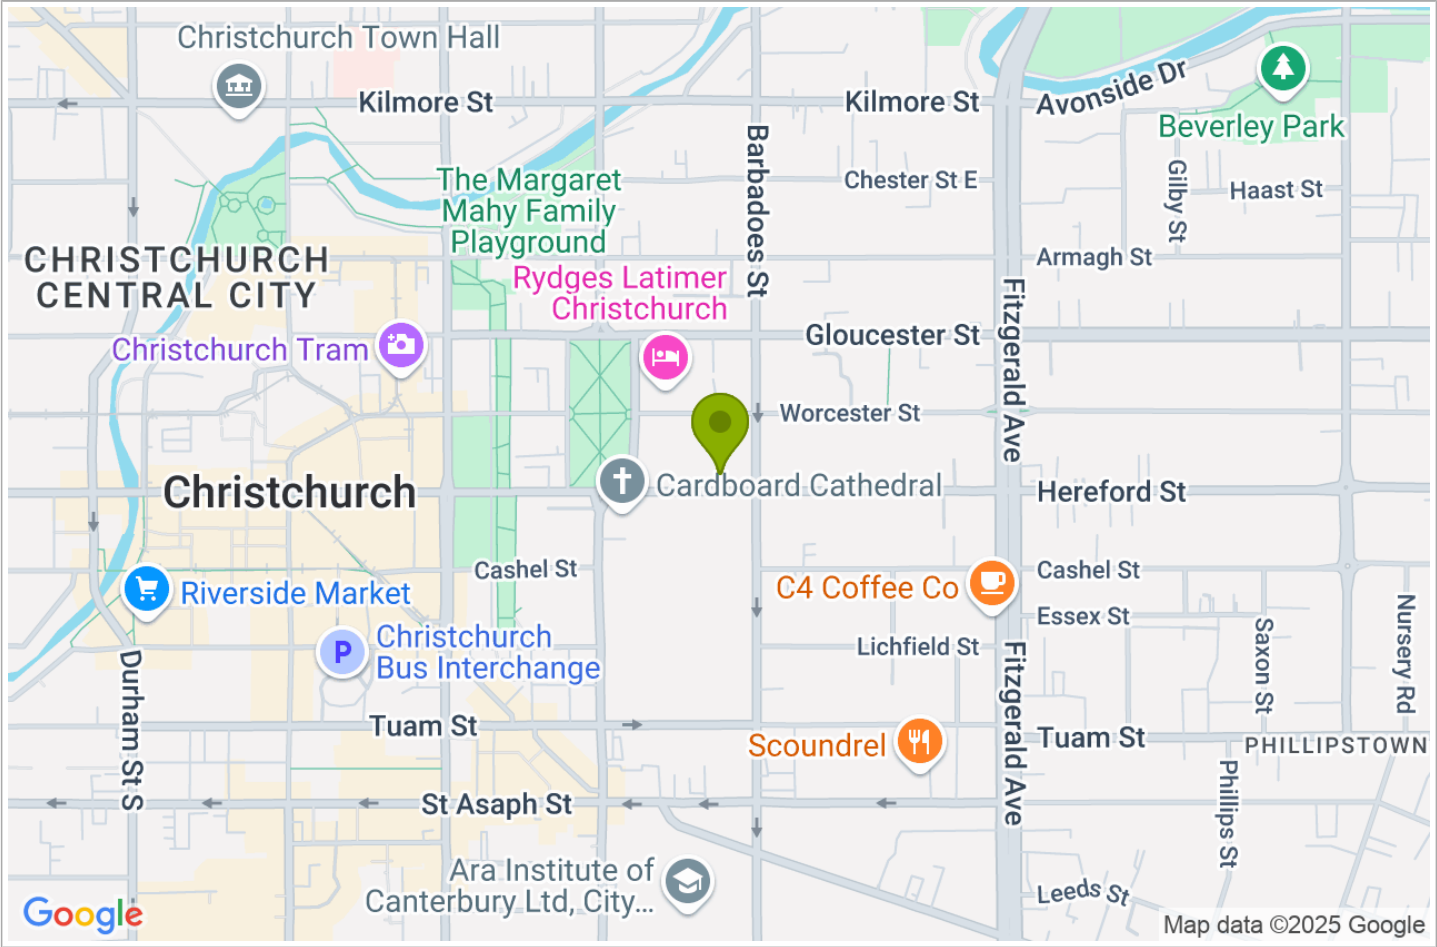 Christchurch Town Hall
Kilmore St
Kilmore St
Avonside Dr
Beverley Park
Barbadoes St
The Margaret
Mahy Family
Playground
Chester St E
Gilby St
Haast St
CHRISTCHURCH
CENTRAL CITY
Armagh St
Rydges Latimer
Christchurch
Fitzgerald Ave
Gloucester St
Christchurch Tram
Worcester St
Christchurch
Cardboard Cathedral
Hereford St
Cashel St
C4 Coffee Co
Cashel St
Riverside Market
Essex St
Nursery Rd
Saxon St
Christchurch
Bus Interchange
P
Lichfield St
Fitzgerald Ave
Durham St S
Tuam St
Scoundrel
Tuam St
PHILLIPSTOWN
Phillips St
St Asaph St
Ara Institute of
Canterbury Ltd, City...
Leeds St
Google
Map data ©2025 Google